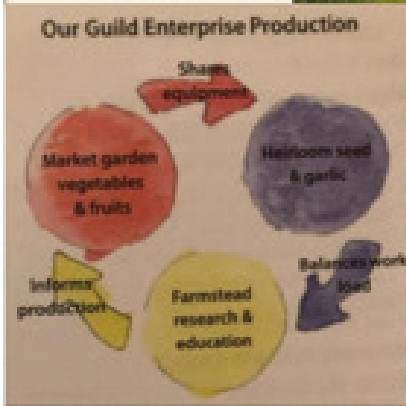 Our Guild Enterprise Production
Shares
equipment
Market garden
vegetables
& fruits
Heirloom seed
& garlic
Balances work
load
Farmstead
research &
education
Informs
production